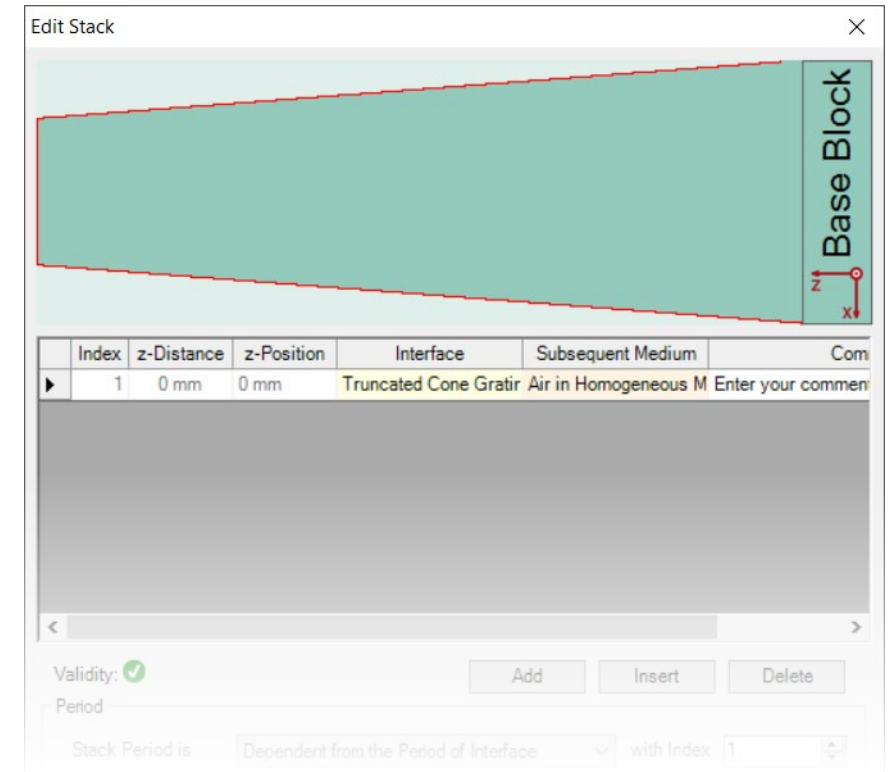 Edit Stack
Base Block
z
x
Index z-Distance z-Position Interface Subsequent Medium Com
1 0 mm 0 mm Truncated Cone Gratin Air in Homogeneous M Enter your commen
Validity:
Add Insert Delete
Period
Stack Period is Dependent from the Period of Interface with Index 1